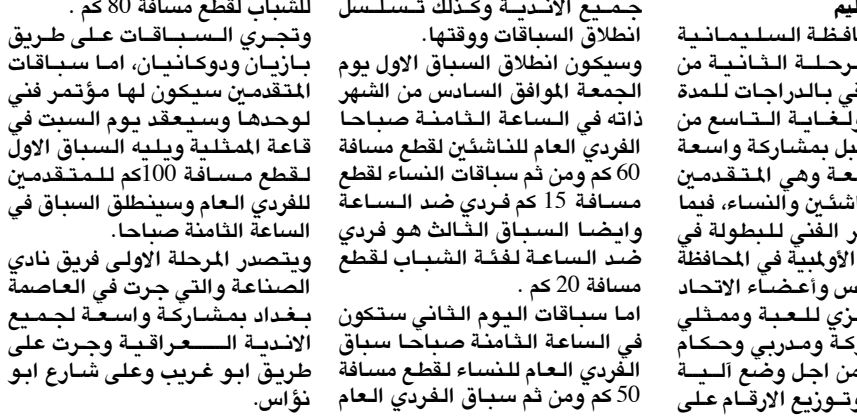 ليم
افظة السليمانية
رحلة الثانية من
في بالدراجات للمدة
ولغاية التاسع من
بل بمشاركة واسعة
عة وهي المتقدمين
اشئين والنساء، فيما
ر الفني للبطولة في
الأولمبية في المحافظة
س وأعضاء الاتحاد
زي للعبة وممثلي
ركة ومدربي وحكام
من اجل وضع آلية
وتوزيع الارقام على
جميع الاندية وكذلك تسلسل
انطلاق السباقات ووقتها.
وسيكون انطلاق السباق الاول يوم
الجمعة الموافق السادس من الشهر
ذاته في الساعة الثامنة صباحا
الفردي العام للناشئين لقطع مسافة
60 كم ومن ثم سباقات النساء لقطع
مسافة 15 كم فردي ضد الساعة
وايضا السباق الثالث هو فردي
ضد الساعة لفئة الشباب لقطع
مسافة 20 كم .
اما سباقات اليوم الثاني ستكون
في الساعة الثامنة صباحا سباق
الفردي العام للنساء لقطع مسافة
50 كم ومن ثم سباق الفردي العام
للشباب لقطع مسافة 80 كم .
وتجري السباقات على طريق
بازيان ودوكانيان، اما سباقات
المتقدمين سيكون لها مؤتمر فني
لوحدها وسيعقد يوم السبت في
قاعة الممثلية ويليه السباق الاول
لقطع مسافة 100كم للمتقدمين
للفردي العام وسينطلق السباق في
الساعة الثامنة صباحا.
ويتصدر المرحلة الاولى فريق نادي
الصناعة والتي جرت في العاصمة
بغداد بمشاركة واسعة لجميع
الاندية العراقية وجرت على
طريق ابو غريب وعلى شارع ابو
نؤاس.